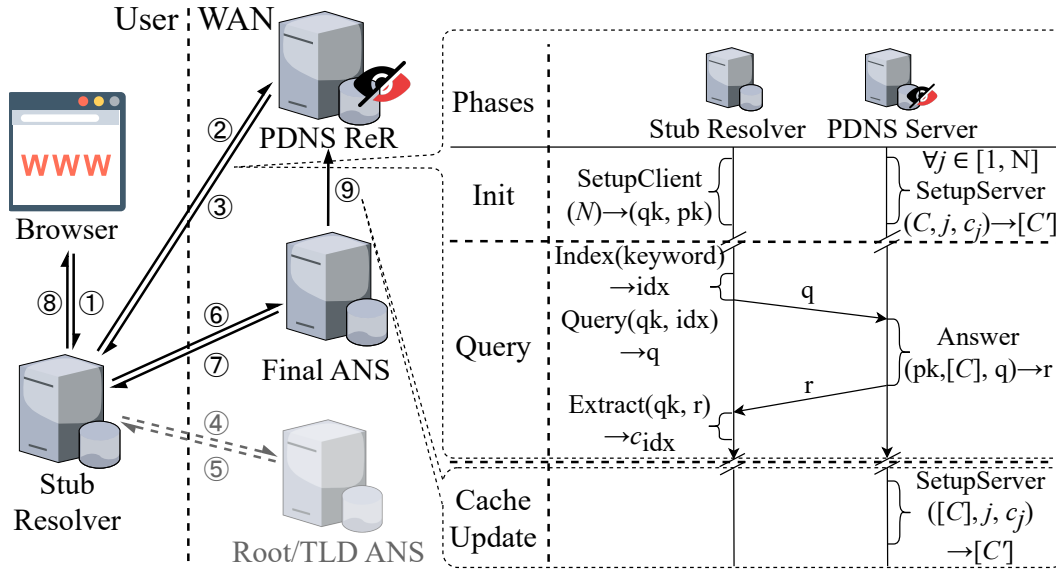 User
WAN
WWW
Browser
②
PDNS ReR
③
⑨
⑧
①
⑥
⑦
Final ANS
④
⑤
Stub
Resolver
Root/TLD ANS
Phases
Stub Resolver
PDNS Server
Init
SetupClient
(N)→(qk, pk)
∀j ∈ [1, N]
SetupServer
(C, j, cⱼ)→[C']
Query
Index(keyword)
→idx
Query(qk, idx)
→q
q
Answer
(pk,[C], q)→r
r
Extract(qk, r)
→c_idx
Cache
Update
SetupServer
([C], j, cⱼ)
→[C']